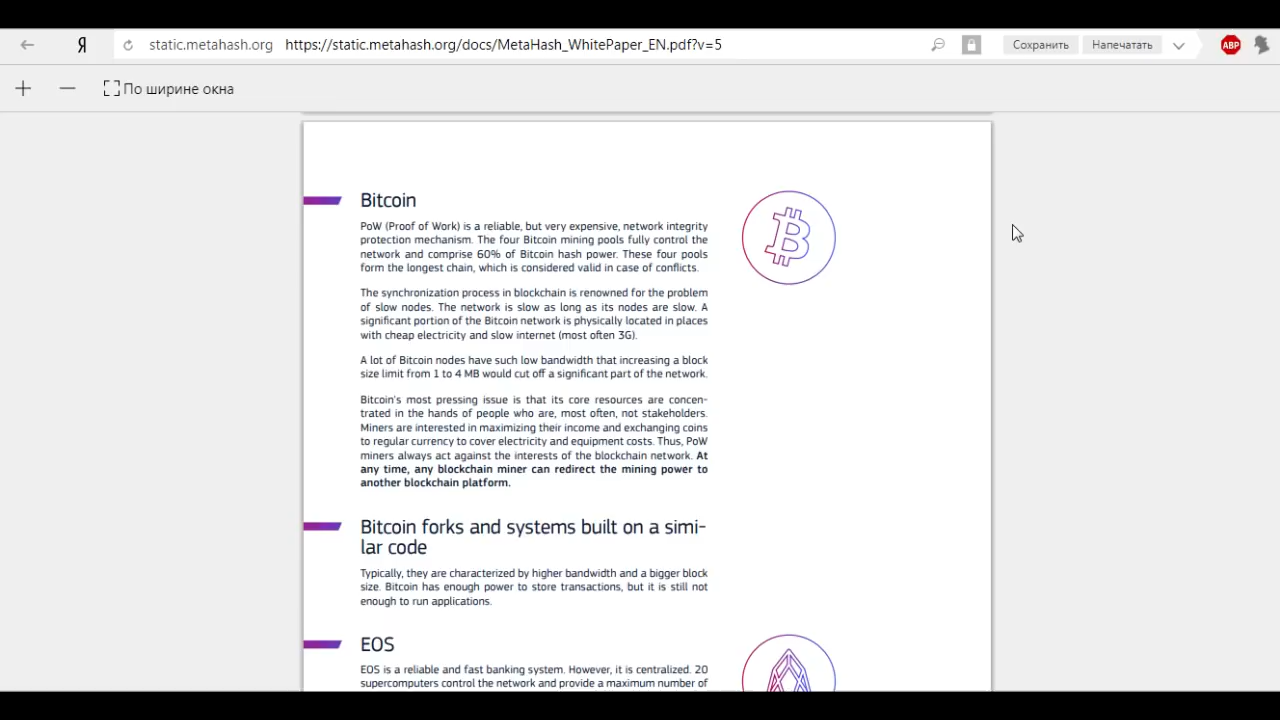 Я static.metahash.org https://static.metahash.org/docs/MetaHash_WhitePaper_EN.pdf?v=5 Сохранить Напечатать ABP
По ширине окна
Bitcoin
PoW (Proof of Work) is a reliable, but very expensive, network integrity
protection mechanism. The four Bitcoin mining pools fully control the
network and comprise 60% of Bitcoin hash power. These four pools
form the longest chain, which is considered valid in case of conflicts.
The synchronization process in blockchain is renowned for the problem
of slow nodes. The network is slow as long as its nodes are slow. A
significant portion of the Bitcoin network is physically located in places
with cheap electricity and slow internet (most often 3G).
A lot of Bitcoin nodes have such low bandwidth that increasing a block
size limit from 1 to 4 MB would cut off a significant part of the network.
Bitcoin's most pressing issue is that its core resources are concen-
trated in the hands of people who are, most often, not stakeholders.
Miners are interested in maximizing their income and exchanging coins
to regular currency to cover electricity and equipment costs. Thus, PoW
miners always act against the interests of the blockchain network. At
any time, any blockchain miner can redirect the mining power to
another blockchain platform.
Bitcoin forks and systems built on a simi-
lar code
Typically, they are characterized by higher bandwidth and a bigger block
size. Bitcoin has enough power to store transactions, but it is still not
enough to run applications.
EOS
EOS is a reliable and fast banking system. However, it is centralized. 20
supercomputers control the network and provide a maximum number of